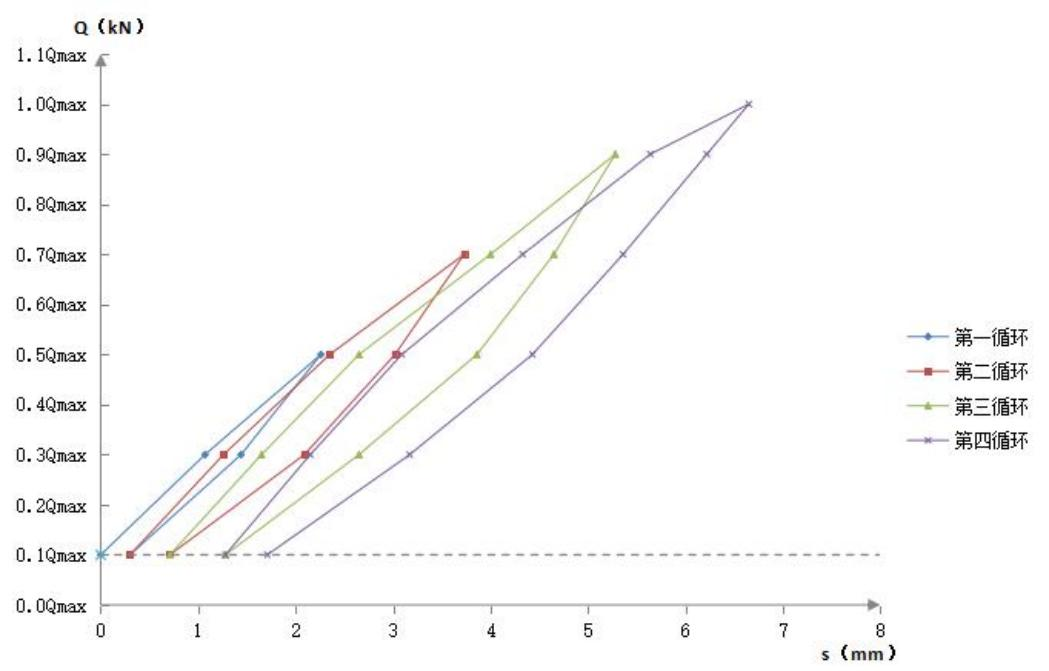 Q（kN）
1.1Qmax
1.0Qmax
0.9Qmax
0.8Qmax
0.7Qmax
0.6Qmax
0.5Qmax
0.4Qmax
0.3Qmax
0.2Qmax
0.1Qmax
0.0Qmax
0 1 2 3 4 5 6 7 8
s（mm）
第一循环
第二循环
第三循环
第四循环